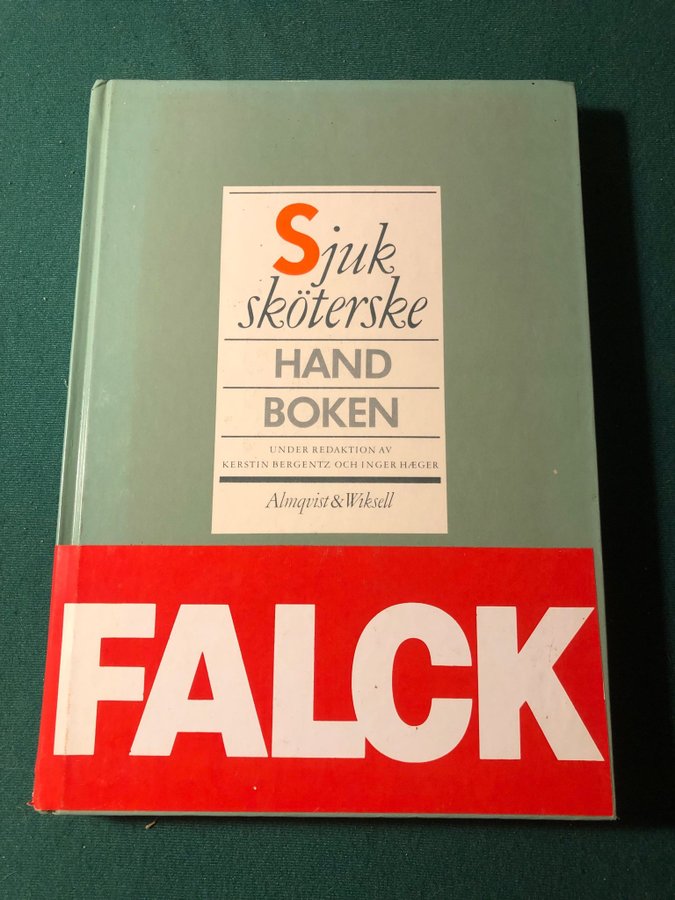 Sjuk
sköterske
HAND
BOKEN
UNDER REDAKTION AV
KERSTIN BERGENTZ OCH INGER HÆGER
Almqvist & Wiksell
FALCK